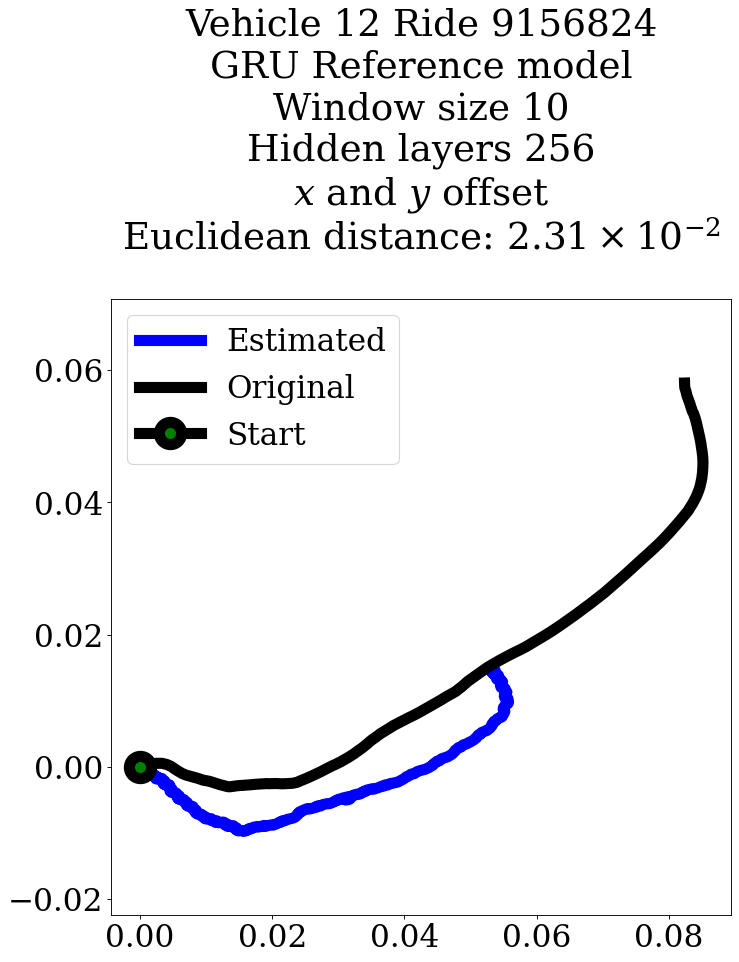 Vehicle 12 Ride 9156824
GRU Reference model
Window size 10
Hidden layers 256
x and y offset
Euclidean distance: 2.31 × 10⁻²
Estimated
Original
Start
0.06
0.04
0.02
0.00
−0.02
0.00 0.02 0.04 0.06 0.08